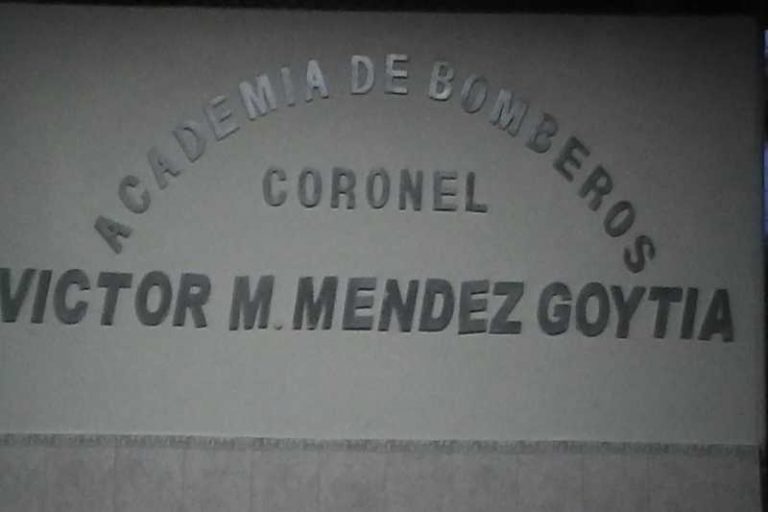 ACADEMIA DE BOMBEROS
CORONEL
VICTOR M. MENDEZ GOYTIA